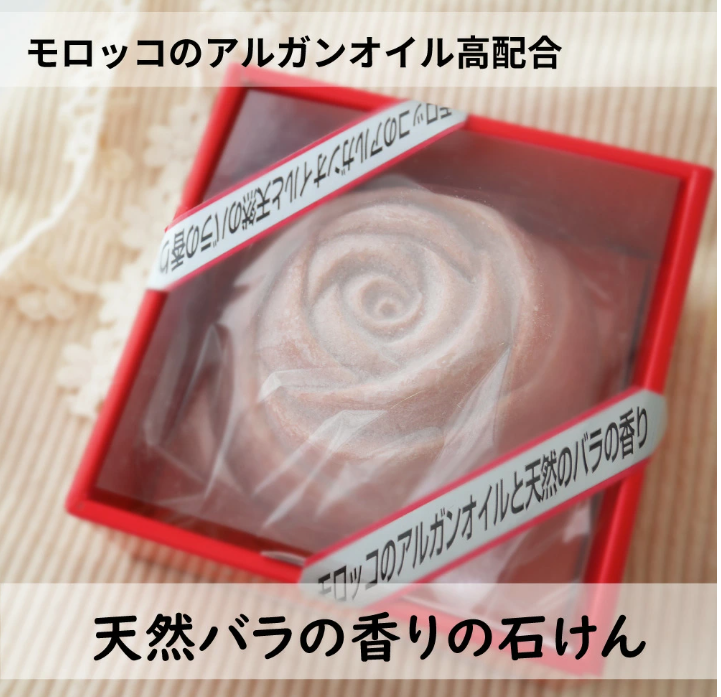 モロッコのアルガンオイル高配合
モロッコのアルガンオイルと天然のバラの香り
モロッコのアルガンオイルと天然のバラの香り
天然バラの香りの石けん